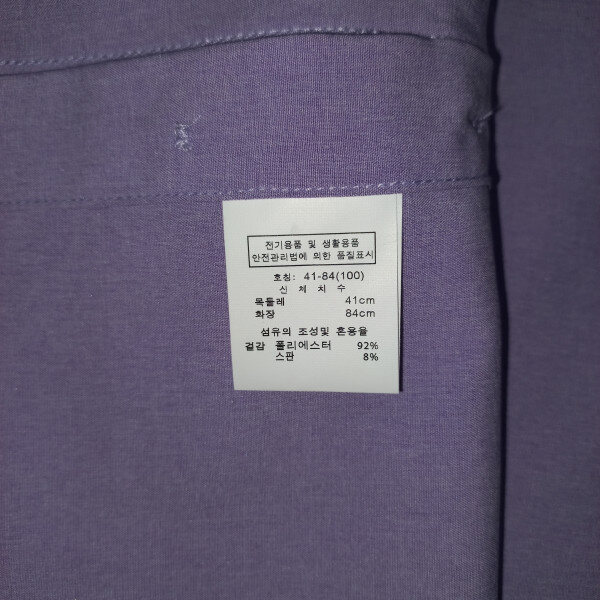 전기용품 및 생활용품
안전관리법에 의한 품질표시
호칭: 41-84(100)
신 체 치 수
목둘레 41cm
화장 84cm
섬유의 조성및 혼용율
겉감 폴리에스터 92%
스판 8%